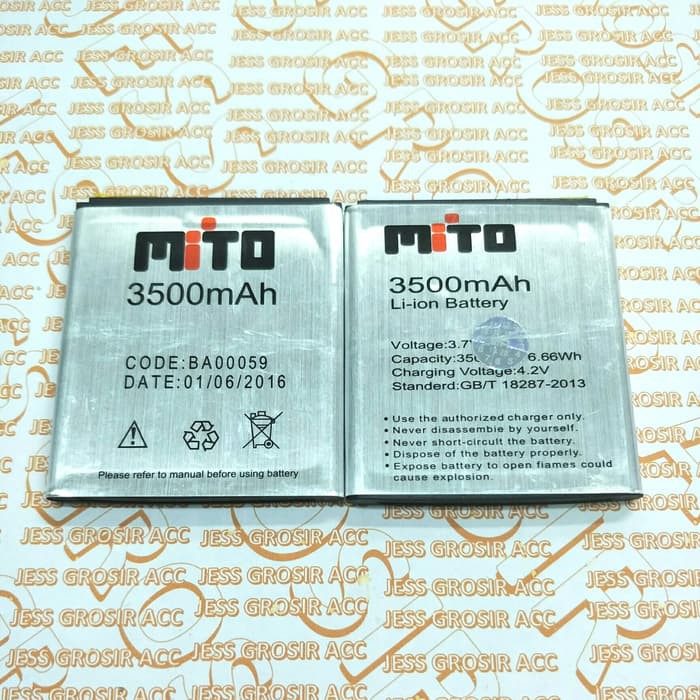 MiTO
3500mAh
CODE:BA00059
DATE:01/06/2016
Please refer to manual before using battery
MiTO
3500mAh
Li-ion Battery
Voltage:3.7
Capacity: 6.66Wh
Charging Voltage:4.2V
Standerd:GB/T 18287-2013
• Use the authorized charger only.
• Never disassemble by yourself.
• Never short-circuit the battery.
• Dispose of the battery properly.
• Expose battery to open fiames could
cause explosion.
JESS GROSIR ACC